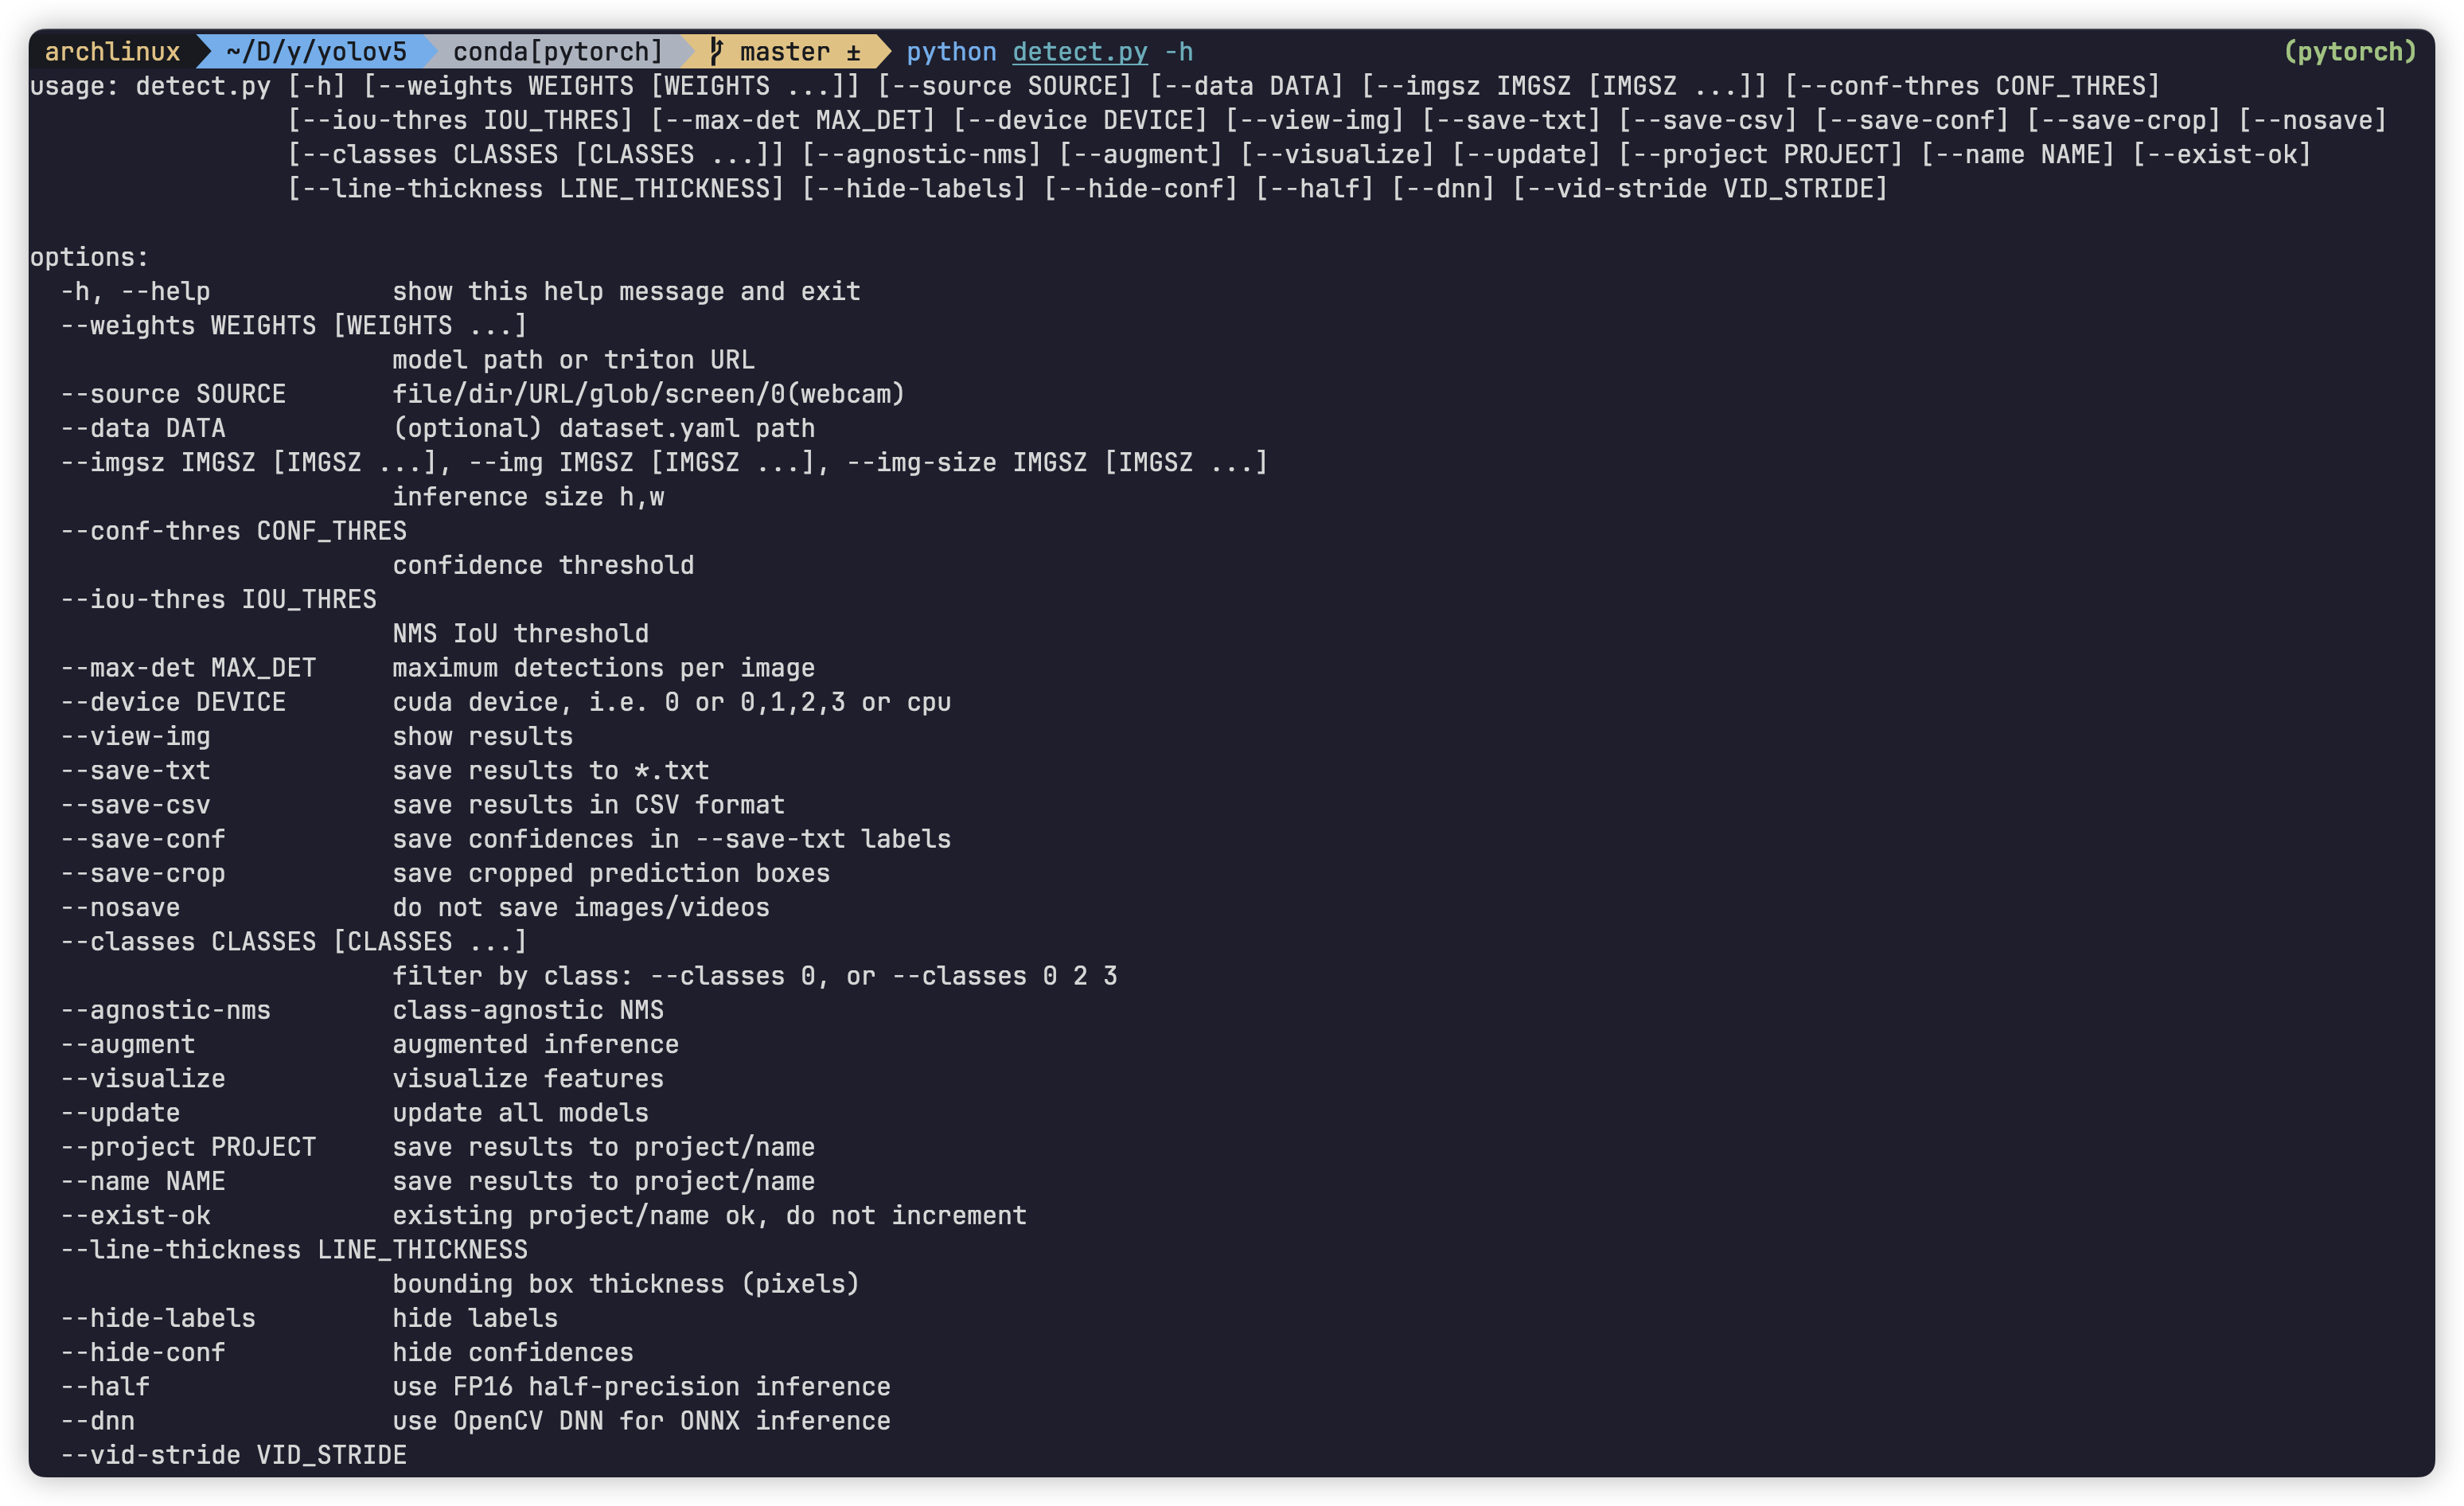 archlinux ~/D/y/yolov5 conda[pytorch] master ± python detect.py -h (pytorch)
usage: detect.py [-h] [--weights WEIGHTS [WEIGHTS ...]] [--source SOURCE] [--data DATA] [--imgsz IMGSZ [IMGSZ ...]] [--conf-thres CONF_THRES]
[--iou-thres IOU_THRES] [--max-det MAX_DET] [--device DEVICE] [--view-img] [--save-txt] [--save-csv] [--save-conf] [--save-crop] [--nosave]
[--classes CLASSES [CLASSES ...]] [--agnostic-nms] [--augment] [--visualize] [--update] [--project PROJECT] [--name NAME] [--exist-ok]
[--line-thickness LINE_THICKNESS] [--hide-labels] [--hide-conf] [--half] [--dnn] [--vid-stride VID_STRIDE]
options:
-h, --help show this help message and exit
--weights WEIGHTS [WEIGHTS ...]
model path or triton URL
--source SOURCE file/dir/URL/glob/screen/0(webcam)
--data DATA (optional) dataset.yaml path
--imgsz IMGSZ [IMGSZ ...], --img IMGSZ [IMGSZ ...], --img-size IMGSZ [IMGSZ ...]
inference size h,w
--conf-thres CONF_THRES
confidence threshold
--iou-thres IOU_THRES
NMS IoU threshold
--max-det MAX_DET maximum detections per image
--device DEVICE cuda device, i.e. 0 or 0,1,2,3 or cpu
--view-img show results
--save-txt save results to *.txt
--save-csv save results in CSV format
--save-conf save confidences in --save-txt labels
--save-crop save cropped prediction boxes
--nosave do not save images/videos
--classes CLASSES [CLASSES ...]
filter by class: --classes 0, or --classes 0 2 3
--agnostic-nms class-agnostic NMS
--augment augmented inference
--visualize visualize features
--update update all models
--project PROJECT save results to project/name
--name NAME save results to project/name
--exist-ok existing project/name ok, do not increment
--line-thickness LINE_THICKNESS
bounding box thickness (pixels)
--hide-labels hide labels
--hide-conf hide confidences
--half use FP16 half-precision inference
--dnn use OpenCV DNN for ONNX inference
--vid-stride VID_STRIDE